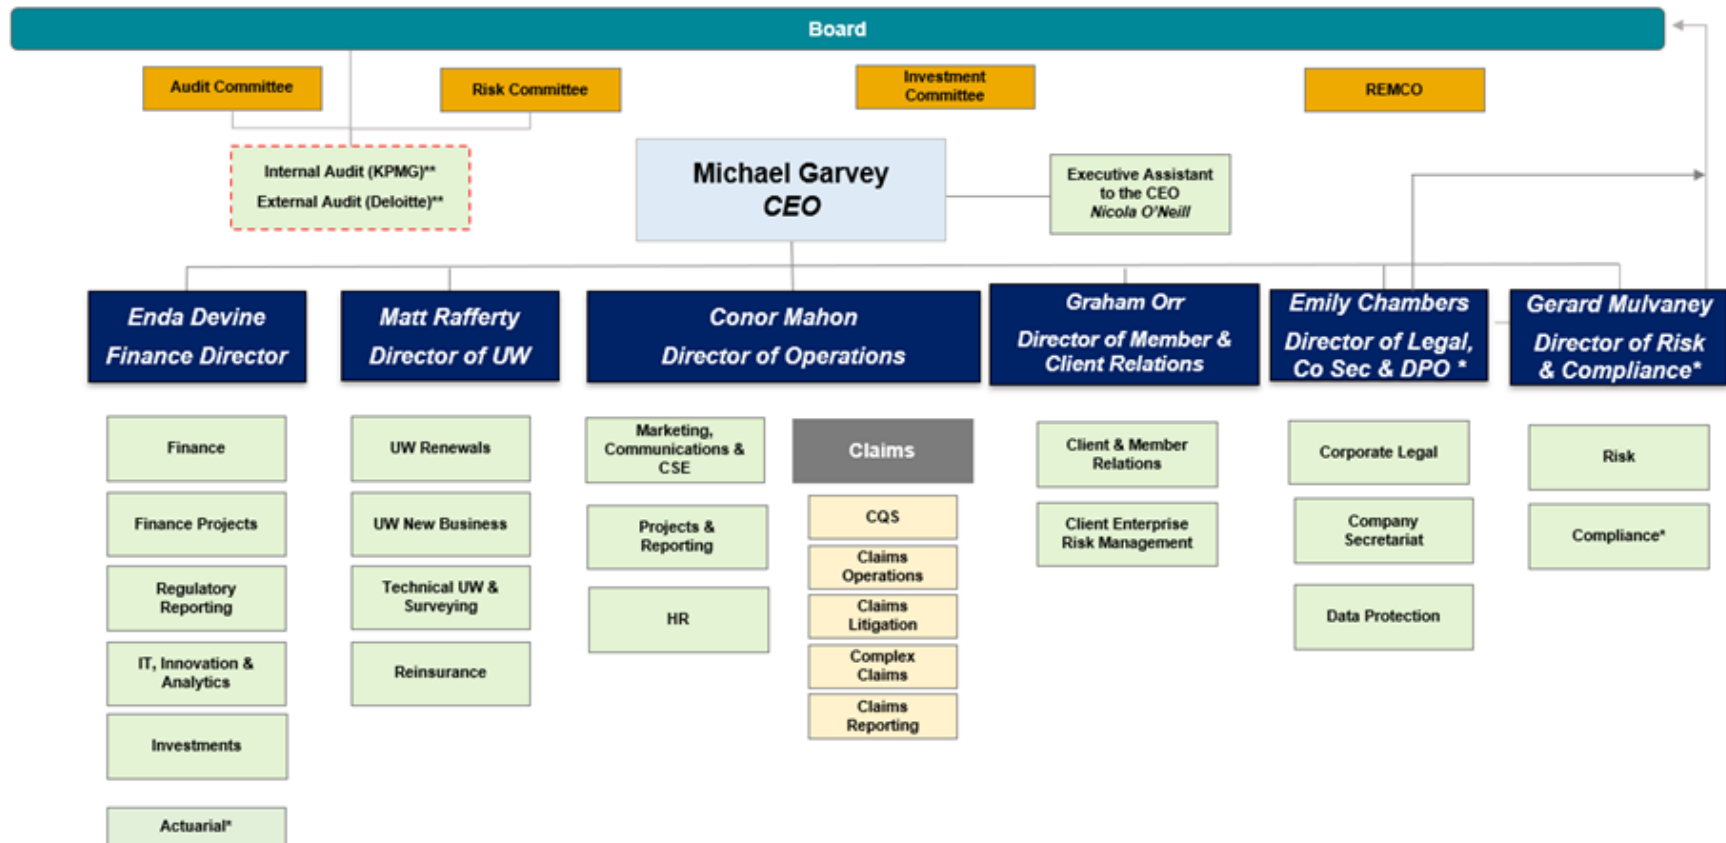 Board
Audit Committee
Risk Committee
Investment
Committee
REMCO
Internal Audit (KPMG)**
External Audit (Deloitte)**
Michael Garvey
CEO
Executive Assistant
to the CEO
Nicola O'Neill
Enda Devine
Finance Director
Matt Rafferty
Director of UW
Conor Mahon
Director of Operations
Graham Orr
Director of Member &
Client Relations
Emily Chambers
Director of Legal,
Co Sec & DPO *
Gerard Mulvaney
Director of Risk
& Compliance*
Finance
Finance Projects
Regulatory
Reporting
IT, Innovation &
Analytics
Investments
Actuarial*
UW Renewals
UW New Business
Technical UW &
Surveying
Reinsurance
Marketing,
Communications &
CSE
Projects &
Reporting
HR
Claims
CQS
Claims
Operations
Claims
Litigation
Complex
Claims
Claims
Reporting
Client & Member
Relations
Client Enterprise
Risk Management
Corporate Legal
Company
Secretariat
Data Protection
Risk
Compliance*